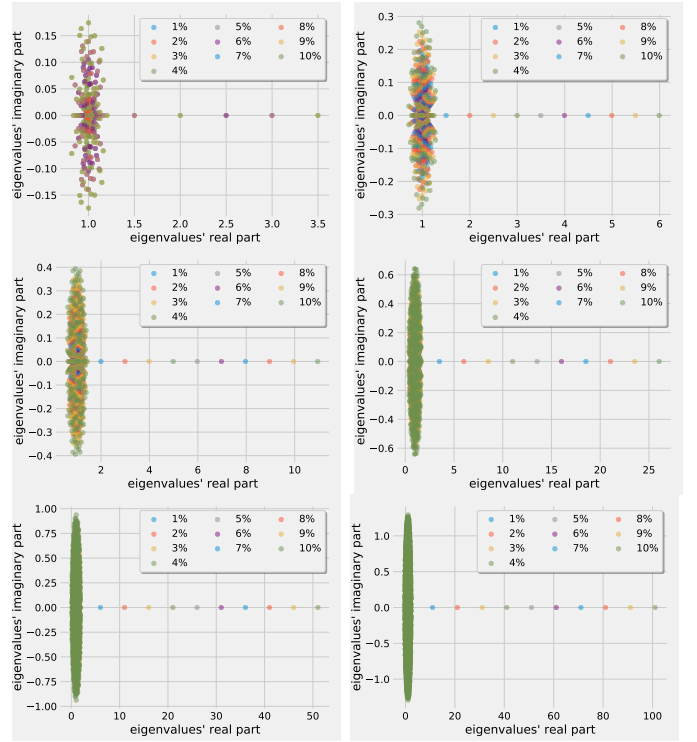 1% 5% 8%
2% 6% 9%
3% 7% 10%
4%
0.15
0.10
0.05
0.00
−0.05
−0.10
−0.15
eigenvalues' imaginary part
1.0 1.5 2.0 2.5 3.0 3.5
eigenvalues' real part
1% 5% 8%
2% 6% 9%
3% 7% 10%
4%
0.3
0.2
0.1
0.0
−0.1
−0.2
−0.3
eigenvalues' imaginary part
1 2 3 4 5 6
eigenvalues' real part
1% 5% 8%
2% 6% 9%
3% 7% 10%
4%
0.4
0.3
0.2
0.1
0.0
−0.1
−0.2
−0.3
−0.4
eigenvalues' imaginary part
2 4 6 8 10
eigenvalues' real part
1% 5% 8%
2% 6% 9%
3% 7% 10%
4%
0.6
0.4
0.2
0.0
−0.2
−0.4
−0.6
eigenvalues' imaginary part
0 5 10 15 20 25
eigenvalues' real part
1% 5% 8%
2% 6% 9%
3% 7% 10%
4%
1.00
0.75
0.50
0.25
0.00
−0.25
−0.50
−0.75
−1.00
eigenvalues' imaginary part
0 10 20 30 40 50
eigenvalues' real part
1% 5% 8%
2% 6% 9%
3% 7% 10%
4%
1.0
0.5
0.0
−0.5
−1.0
eigenvalues' imaginary part
0 20 40 60 80 100
eigenvalues' real part